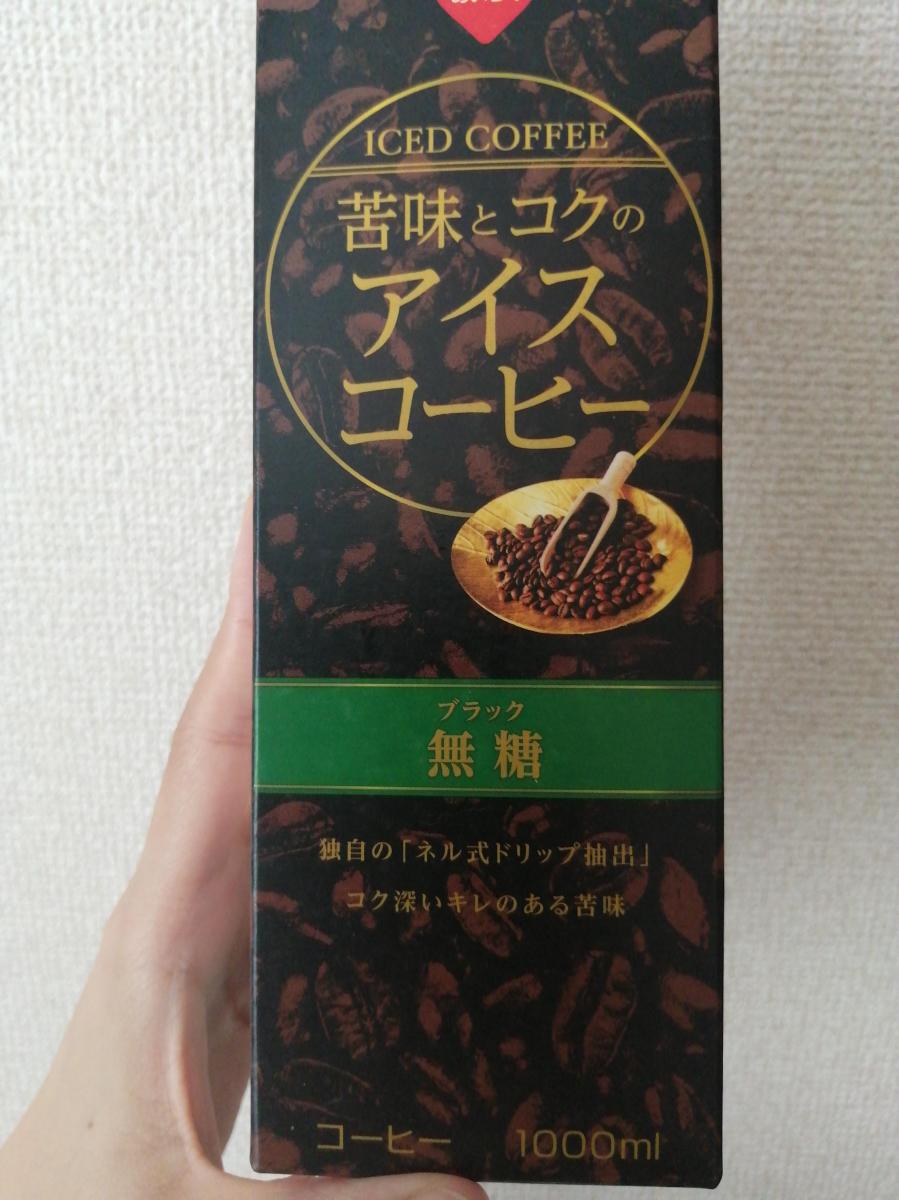 ICED COFFEE
苦味とコクの
アイス
コーヒー
ブラック
無糖
独自の「ネル式ドリップ抽出」
コク深いキレのある苦味
コーヒー 1000ml